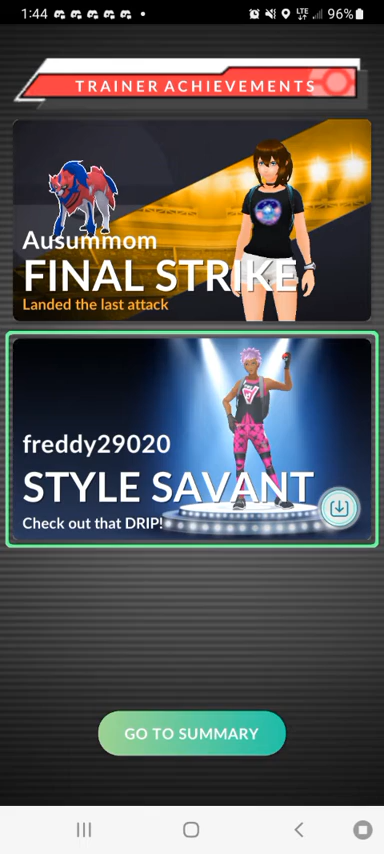 1:44
LTE
96%
TRAINER ACHIEVEMENTS
Ausummom
FINAL STRIKE
Landed the last attack
freddy29020
STYLE SAVANT
Check out that DRIP!
GO TO SUMMARY